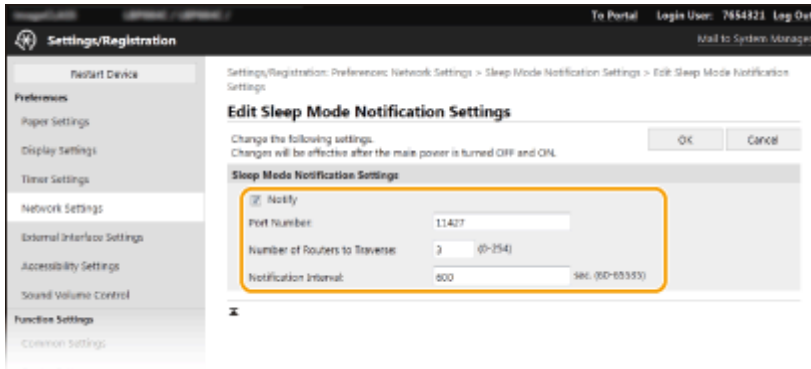 To Portal Login User: 7654321 Log Out
Settings/Registration
Mail to System Manager
Restart Device
Preferences
Paper Settings
Display Settings
Timer Settings
Network Settings
External Interface Settings
Accessibility Settings
Sound Volume Control
Function Settings
Common Settings
Settings/Registration: Preferences: Network Settings > Sleep Mode Notification Settings > Edit Sleep Mode Notification
Settings
Edit Sleep Mode Notification Settings
Change the following settings.
Changes will be effective after the main power is turned OFF and ON.
OK Cancel
Sleep Mode Notification Settings
Notify
Port Number: 11427
Number of Routers to Traverse: 3 (0-254)
Notification Interval: 600 sec. (60-65535)